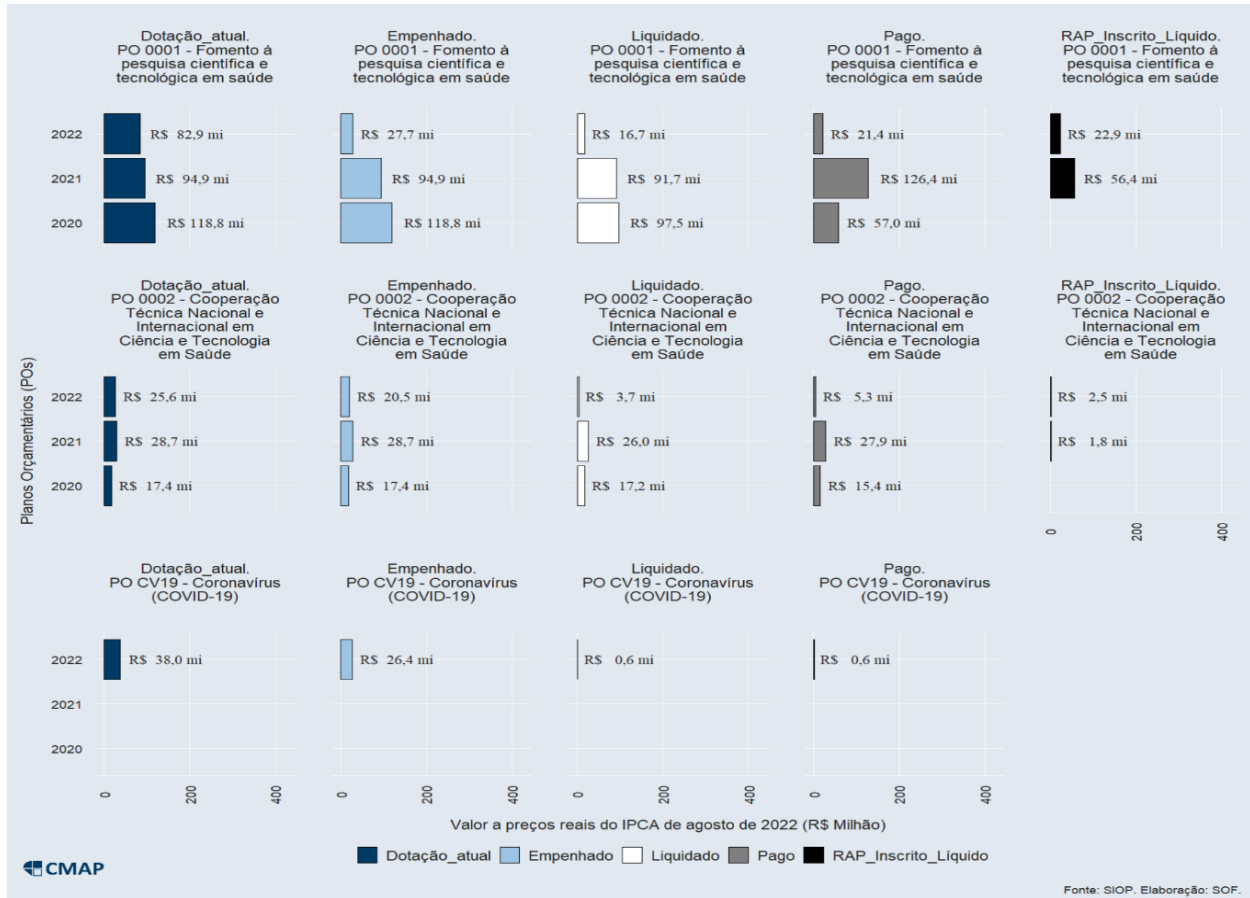 Dotação_atual.
PO 0001 - Fomento à
pesquisa científica e
tecnológica em saúde
Empenhado.
PO 0001 - Fomento à
pesquisa científica e
tecnológica em saúde
Liquidado.
PO 0001 - Fomento à
pesquisa científica e
tecnológica em saúde
Pago.
PO 0001 - Fomento à
pesquisa científica e
tecnológica em saúde
RAP_Inscrito_Líquido.
PO 0001 - Fomento à
pesquisa científica e
tecnológica em saúde
2022
R$ 82,9 mi
R$ 27,7 mi
R$ 16,7 mi
R$ 21,4 mi
R$ 22,9 mi
2021
R$ 94,9 mi
R$ 94,9 mi
R$ 91,7 mi
R$ 126,4 mi
R$ 56,4 mi
2020
R$ 118,8 mi
R$ 118,8 mi
R$ 97,5 mi
R$ 57,0 mi
Dotação_atual.
PO 0002 - Cooperação
Técnica Nacional e
Internacional em
Ciência e Tecnologia
em Saúde
Empenhado.
PO 0002 - Cooperação
Técnica Nacional e
Internacional em
Ciência e Tecnologia
em Saúde
Liquidado.
PO 0002 - Cooperação
Técnica Nacional e
Internacional em
Ciência e Tecnologia
em Saúde
Pago.
PO 0002 - Cooperação
Técnica Nacional e
Internacional em
Ciência e Tecnologia
em Saúde
RAP_Inscrito_Líquido.
PO 0002 - Cooperação
Técnica Nacional e
Internacional em
Ciência e Tecnologia
em Saúde
Planos Orçamentários (POs)
2022
R$ 25,6 mi
R$ 20,5 mi
R$ 3,7 mi
R$ 5,3 mi
R$ 2,5 mi
2021
R$ 28,7 mi
R$ 28,7 mi
R$ 26,0 mi
R$ 27,9 mi
R$ 1,8 mi
2020
R$ 17,4 mi
R$ 17,4 mi
R$ 17,2 mi
R$ 15,4 mi
0
200
400
Dotação_atual.
PO CV19 - Coronavírus
(COVID-19)
Empenhado.
PO CV19 - Coronavírus
(COVID-19)
Liquidado.
PO CV19 - Coronavírus
(COVID-19)
Pago.
PO CV19 - Coronavírus
(COVID-19)
2022
R$ 38,0 mi
R$ 26,4 mi
R$ 0,6 mi
R$ 0,6 mi
2021
2020
0
200
400
0
200
400
0
200
400
0
200
400
Valor a preços reais do IPCA de agosto de 2022 (R$ Milhão)
Dotação_atual
Empenhado
Liquidado
Pago
RAP_Inscrito_Líquido
CMAP
Fonte: SIOP. Elaboração: SOF.